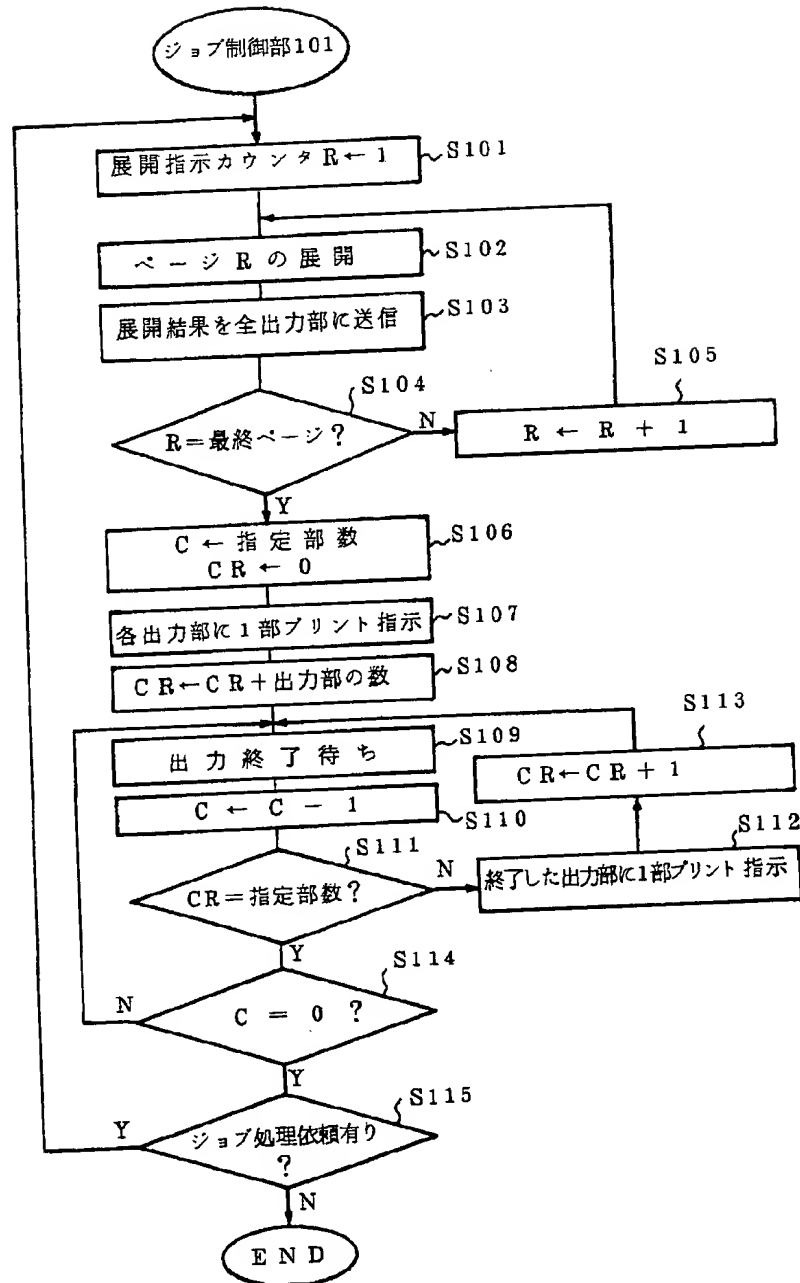 ジョブ制御部101
展開指示カウンタR←1
S101
ページRの展開
S102
展開結果を全出力部に送信
S103
S104
R=最終ページ?
N
S105
R ← R + 1
Y
C ← 指定部数
CR ← 0
S106
各出力部に1部プリント指示
S107
CR←CR+出力部の数
S108
出力終了待ち
S109
C ← C - 1
S110
S111
CR=指定部数?
N
S112
終了した出力部に1部プリント指示
S113
CR←CR+1
Y
S114
C = 0 ?
N
Y
S115
ジョブ処理依頼有り
?
Y
N
END